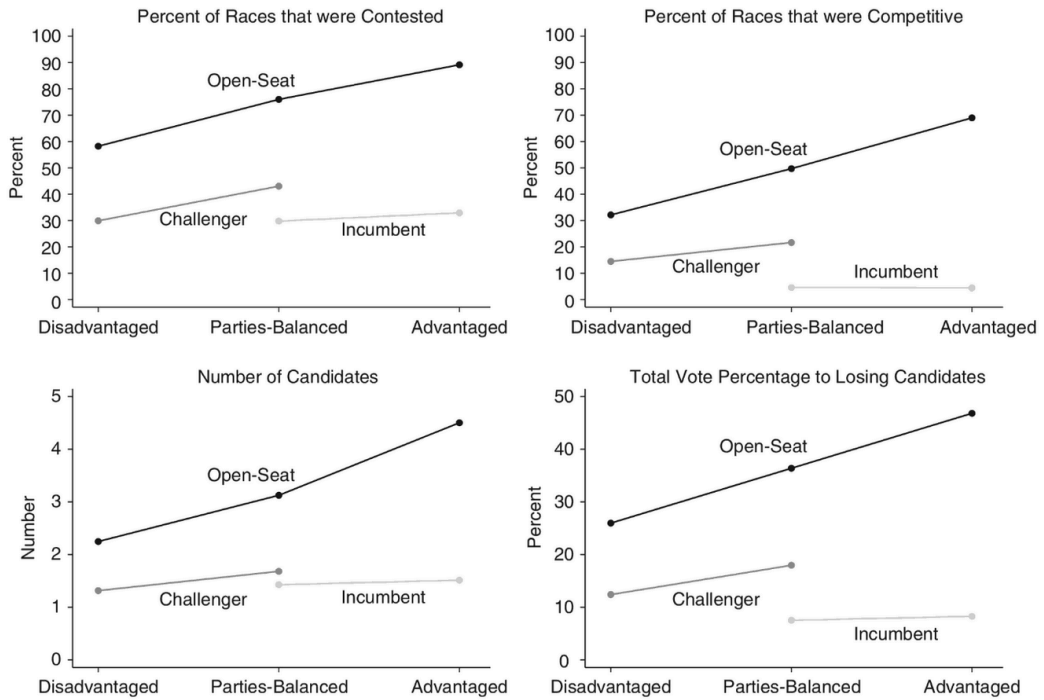 Percent of Races that were Contested
100
90
80
70
60
50
40
30
20
10
0
Percent
Open-Seat
Challenger
Incumbent
Disadvantaged Parties-Balanced Advantaged
Percent of Races that were Competitive
100
90
80
70
60
50
40
30
20
10
0
Percent
Open-Seat
Challenger
Incumbent
Disadvantaged Parties-Balanced Advantaged
Number of Candidates
5
4
3
2
1
0
Number
Open-Seat
Challenger
Incumbent
Disadvantaged Parties-Balanced Advantaged
Total Vote Percentage to Losing Candidates
50
40
30
20
10
0
Percent
Open-Seat
Challenger
Incumbent
Disadvantaged Parties-Balanced Advantaged